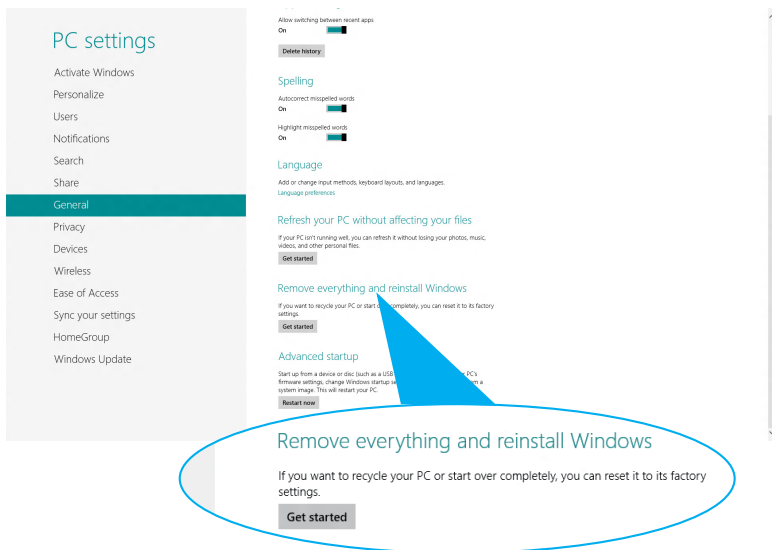 PC settings
Activate Windows
Personalize
Users
Notifications
Search
Share
General
Privacy
Devices
Wireless
Ease of Access
Sync your settings
HomeGroup
Windows Update
Allow switching between recent apps
On
Delete history
Spelling
Autocorrect misspelled words
On
Highlight misspelled words
On
Language
Add or change input methods, keyboard layouts, and languages.
Language preferences
Refresh your PC without affecting your files
If your PC isn't running well, you can refresh it without losing your photos, music,
videos, and other personal files.
Get started
Remove everything and reinstall Windows
If you want to recycle your PC or start completely, you can reset it to its factory
settings.
Get started
Advanced startup
Start up from a device or disc (such as a USB PC's
firmware settings, change Windows startup a
system image. This will restart your PC.
Restart now
Remove everything and reinstall Windows
If you want to recycle your PC or start over completely, you can reset it to its factory
settings.
Get started